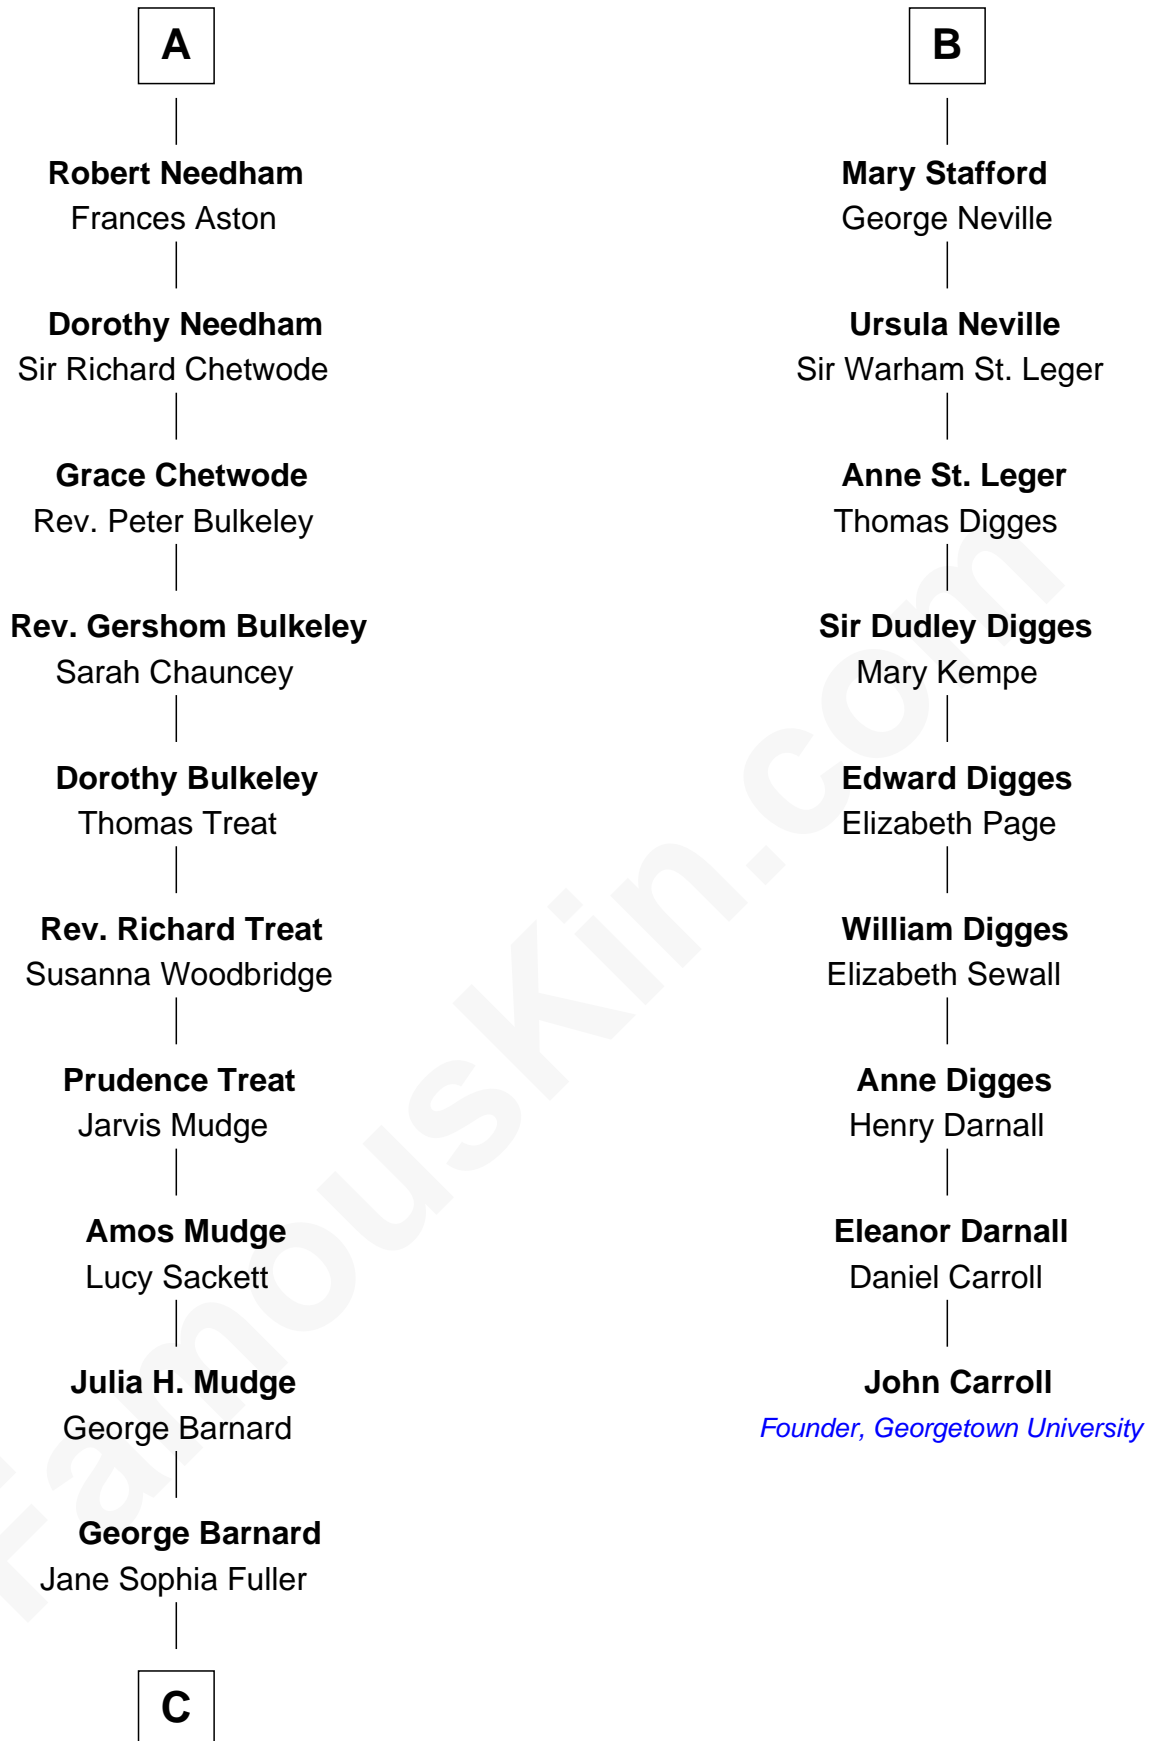 A
Robert Needham
Frances Aston
Dorothy Needham
Sir Richard Chetwode
Grace Chetwode
Rev. Peter Bulkeley
Rev. Gershom Bulkeley
Sarah Chauncey
Dorothy Bulkeley
Thomas Treat
Rev. Richard Treat
Susanna Woodbridge
Prudence Treat
Jarvis Mudge
Amos Mudge
Lucy Sackett
Julia H. Mudge
George Barnard
George Barnard
Jane Sophia Fuller
C
B
Mary Stafford
George Neville
Ursula Neville
Sir Warham St. Leger
Anne St. Leger
Thomas Digges
Sir Dudley Digges
Mary Kempe
Edward Digges
Elizabeth Page
William Digges
Elizabeth Sewall
Anne Digges
Henry Darnall
Eleanor Darnall
Daniel Carroll
John Carroll
Founder, Georgetown University
FamousKin.com